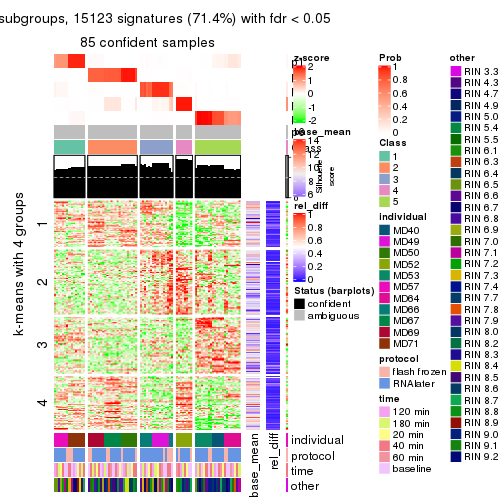 subgroups, 15123 signatures (71.4%) with fdr < 0.05
85 confident samples
k-means with 4 groups
1
2
3
4
z-score
2
1
0
-1
-2
base_mean
14
12
10
8
6
Silhouette
score
rel_diff
1
0.8
0.6
0.4
0.2
0
Status (barplots)
confident
ambiguous
base_mean
rel_diff
individual
protocol
time
other
Prob
1
0.8
0.6
0.4
0.2
0
Class
1
2
3
4
5
individual
MD40
MD49
MD50
MD52
MD53
MD57
MD64
MD66
MD67
MD69
MD71
protocol
flash frozen
RNAlater
time
120 min
180 min
20 min
40 min
60 min
baseline
other
RIN 3.3
RIN 4.3
RIN 4.7
RIN 4.9
RIN 5.0
RIN 5.4
RIN 5.5
RIN 6.1
RIN 6.3
RIN 6.4
RIN 6.5
RIN 6.6
RIN 6.7
RIN 6.8
RIN 6.9
RIN 7.0
RIN 7.1
RIN 7.2
RIN 7.3
RIN 7.4
RIN 7.7
RIN 7.8
RIN 7.9
RIN 8.0
RIN 8.2
RIN 8.3
RIN 8.4
RIN 8.5
RIN 8.6
RIN 8.7
RIN 8.8
RIN 8.9
RIN 9.0
RIN 9.1
RIN 9.2